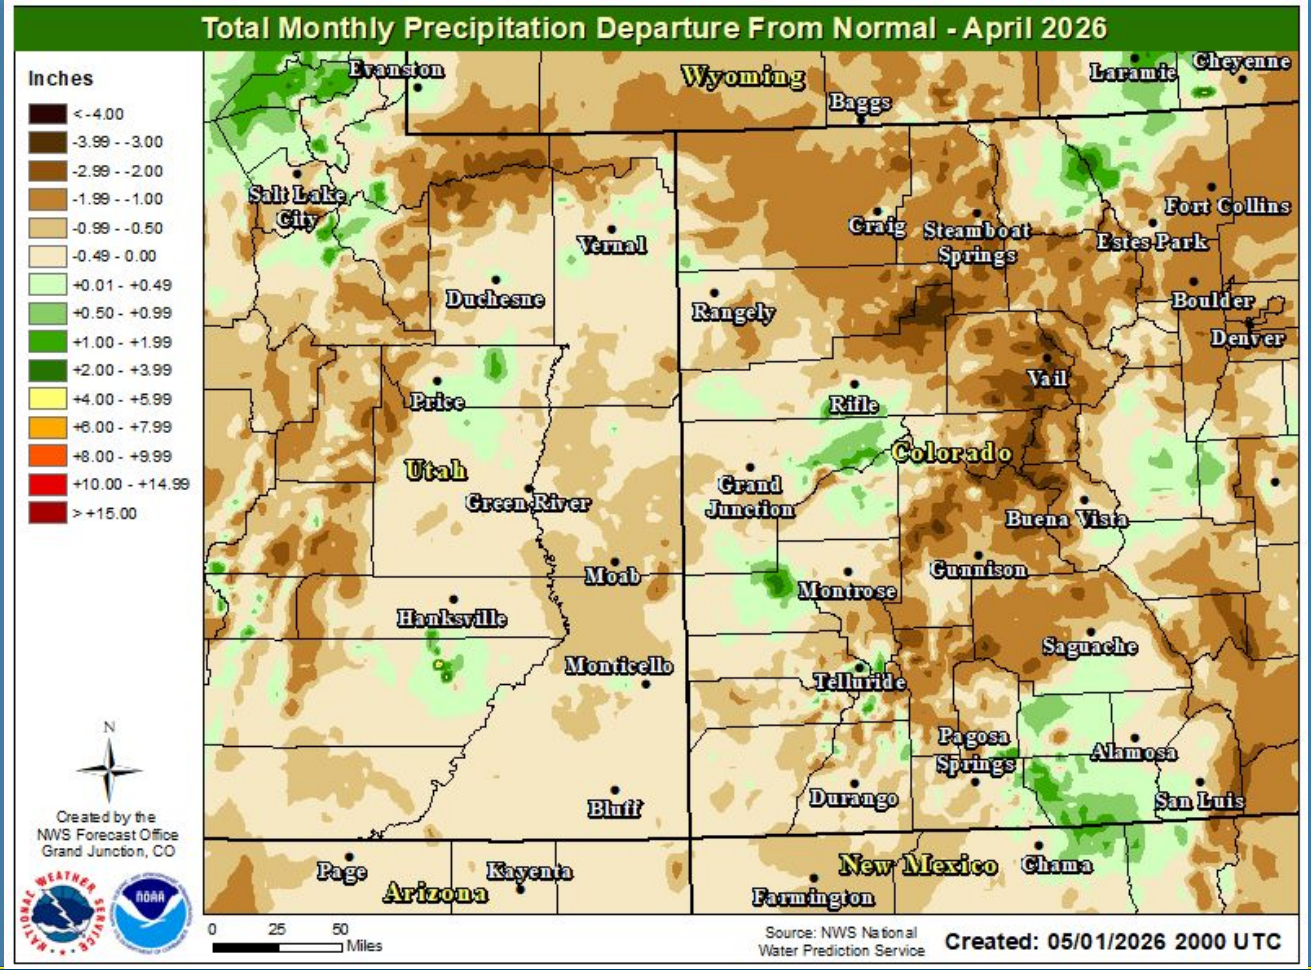 Total Monthly Precipitation Departure From Normal - April 2026
Inches
< -4.00
-3.99 - -3.00
-2.99 - -2.00
-1.99 - -1.00
-0.99 - -0.50
-0.49 - 0.00
+0.01 - +0.49
+0.50 - +0.99
+1.00 - +1.99
+2.00 - +3.99
+4.00 - +5.99
+6.00 - +7.99
+8.00 - +9.99
+10.00 - +14.99
> +15.00
Evanston
Wyoming
Laramie
Cheyenne
Baggs
Salt Lake
City
Vernal
Craig
Steamboat
Springs
Fort Collins
Estes Park
Duchesne
Rangely
Boulder
Denver
Vail
Price
Rifle
Utah
Colorado
Green River
Grand
Junction
Buena Vista
Moab
Montrose
Gunnison
Hanksville
Saguache
Monticello
Telluride
Pagosa
Springs
Alamosa
Bluff
Durango
San Luis
Page
Kayenta
Arizona
New Mexico
Chama
Farmington
N
Created by the
NWS Forecast Office
Grand Junction, CO
NATIONAL WEATHER SERVICE
NOAA
0 25 50
Miles
Source: NWS National
Water Prediction Service
Created: 05/01/2026 2000 UTC